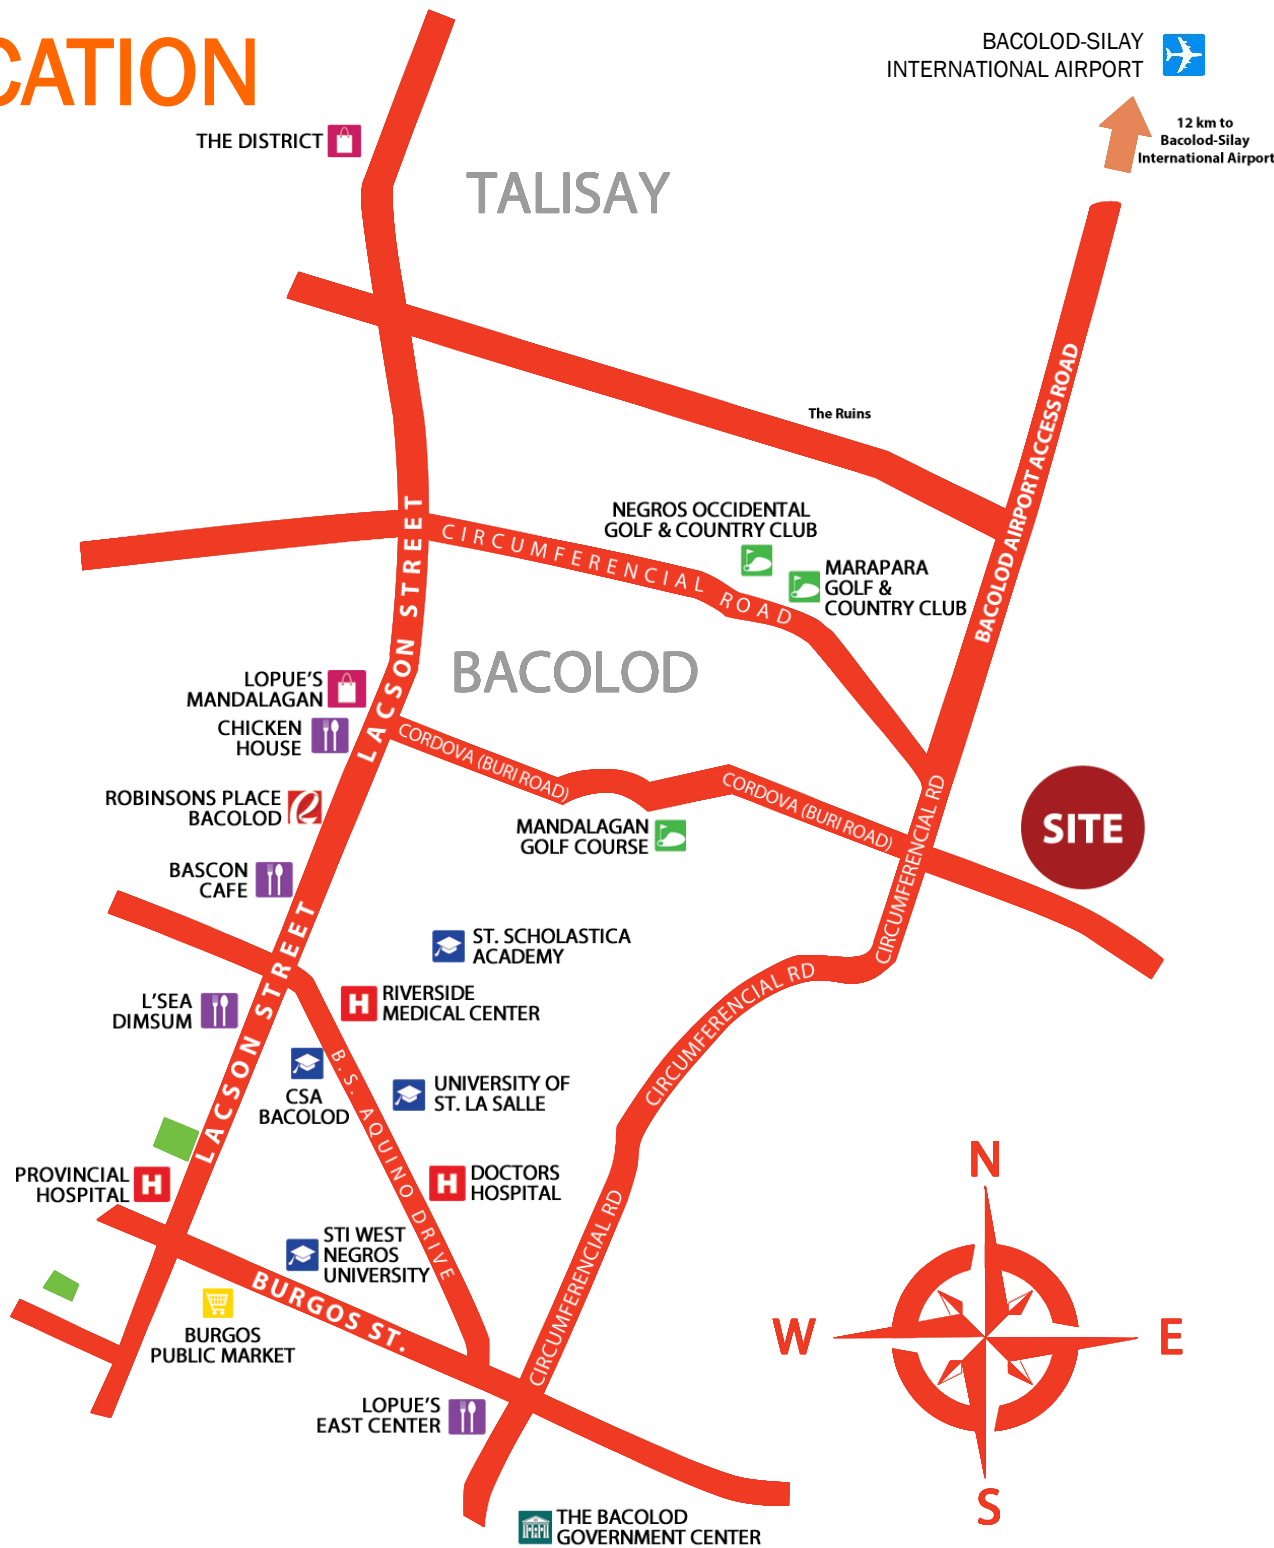 CATION
BACOLOD-SILAY
INTERNATIONAL AIRPORT
12 km to
Bacolod-Silay
International Airport
THE DISTRICT
TALISAY
BACOLOD AIRPORT ACCESS ROAD
The Ruins
NEGROS OCCIDENTAL
GOLF & COUNTRY CLUB
MARAPARA
GOLF &
COUNTRY CLUB
CIRCUMFERENCIAL ROAD
LACSON STREET
BACOLOD
LOPUE'S
MANDALAGAN
CHICKEN
HOUSE
CORDOVA (BURI ROAD)
CORDOVA (BURI ROAD)
ROBINSONS PLACE
BACOLOD
MANDALAGAN
GOLF COURSE
SITE
CIRCUMFERENCIAL RD
BASCON
CAFE
ST. SCHOLASTICA
ACADEMY
LACSON STREET
L'SEA
DIMSUM
H
RIVERSIDE
MEDICAL CENTER
CIRCUMFERENCIAL RD
CSA
BACOLOD
B.S. AQUINO DRIVE
UNIVERSITY OF
ST. LA SALLE
PROVINCIAL
HOSPITAL
H
H
DOCTORS
HOSPITAL
STI WEST
NEGROS
UNIVERSITY
CIRCUMFERENCIAL RD
BURGOS ST.
BURGOS
PUBLIC MARKET
LOPUE'S
EAST CENTER
THE BACOLOD
GOVERNMENT CENTER
N
W
E
S